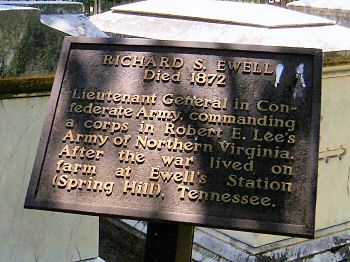 RICHARD S. EWELL
Died 1872
Lieutenant General in Con-
federate Army, commanding
a corps in Robert E. Lee's
Army of Northern Virginia.
After the war lived on
farm at Ewell's Station
(Spring Hill), Tennessee.